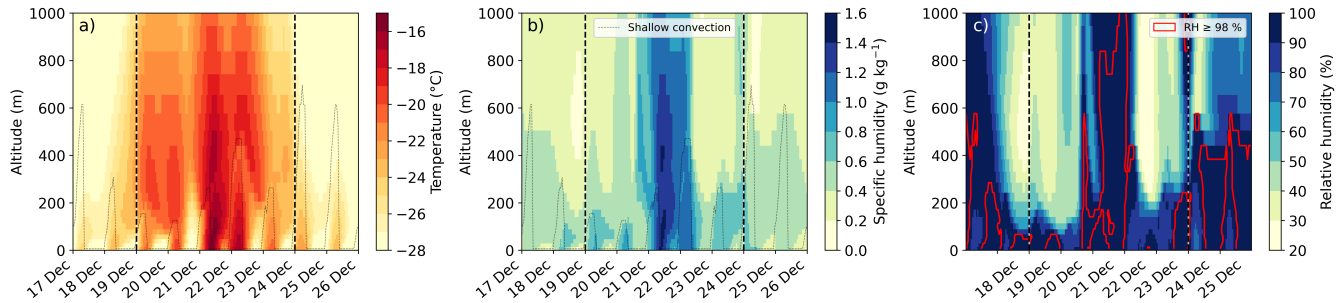 a)
1000
800
600
400
200
0
Altitude (m)
17 Dec
18 Dec
19 Dec
20 Dec
21 Dec
22 Dec
23 Dec
24 Dec
25 Dec
26 Dec
−16
−18
−20
−22
−24
−26
−28
Temperature (°C)
b)
Shallow convection
1000
800
600
400
200
0
Altitude (m)
17 Dec
18 Dec
19 Dec
20 Dec
21 Dec
22 Dec
23 Dec
24 Dec
25 Dec
26 Dec
1.6
1.4
1.2
1.0
0.8
0.6
0.4
0.2
0.0
Specific humidity (g kg⁻¹)
c)
RH ≥ 98 %
1000
800
600
400
200
0
Altitude (m)
18 Dec
19 Dec
20 Dec
21 Dec
22 Dec
23 Dec
24 Dec
25 Dec
100
90
80
70
60
50
40
30
20
Relative humidity (%)